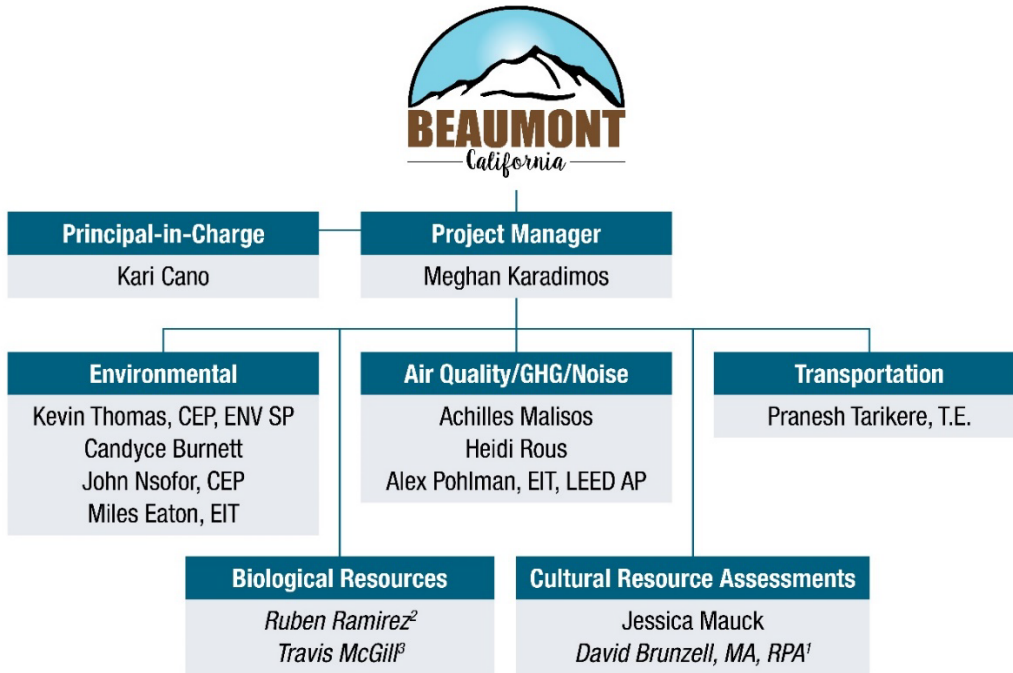 BEAUMONT
California
Principal-in-Charge
Kari Cano
Project Manager
Meghan Karadimos
Environmental
Kevin Thomas, CEP, ENV SP
Candyce Burnett
John Nsofor, CEP
Miles Eaton, EIT
Air Quality/GHG/Noise
Achilles Malisos
Heidi Rous
Alex Pohlman, EIT, LEED AP
Transportation
Pranesh Tarikere, T.E.
Biological Resources
Ruben Ramirez²
Travis McGill³
Cultural Resource Assessments
Jessica Mauck
David Brunzell, MA, RPA¹